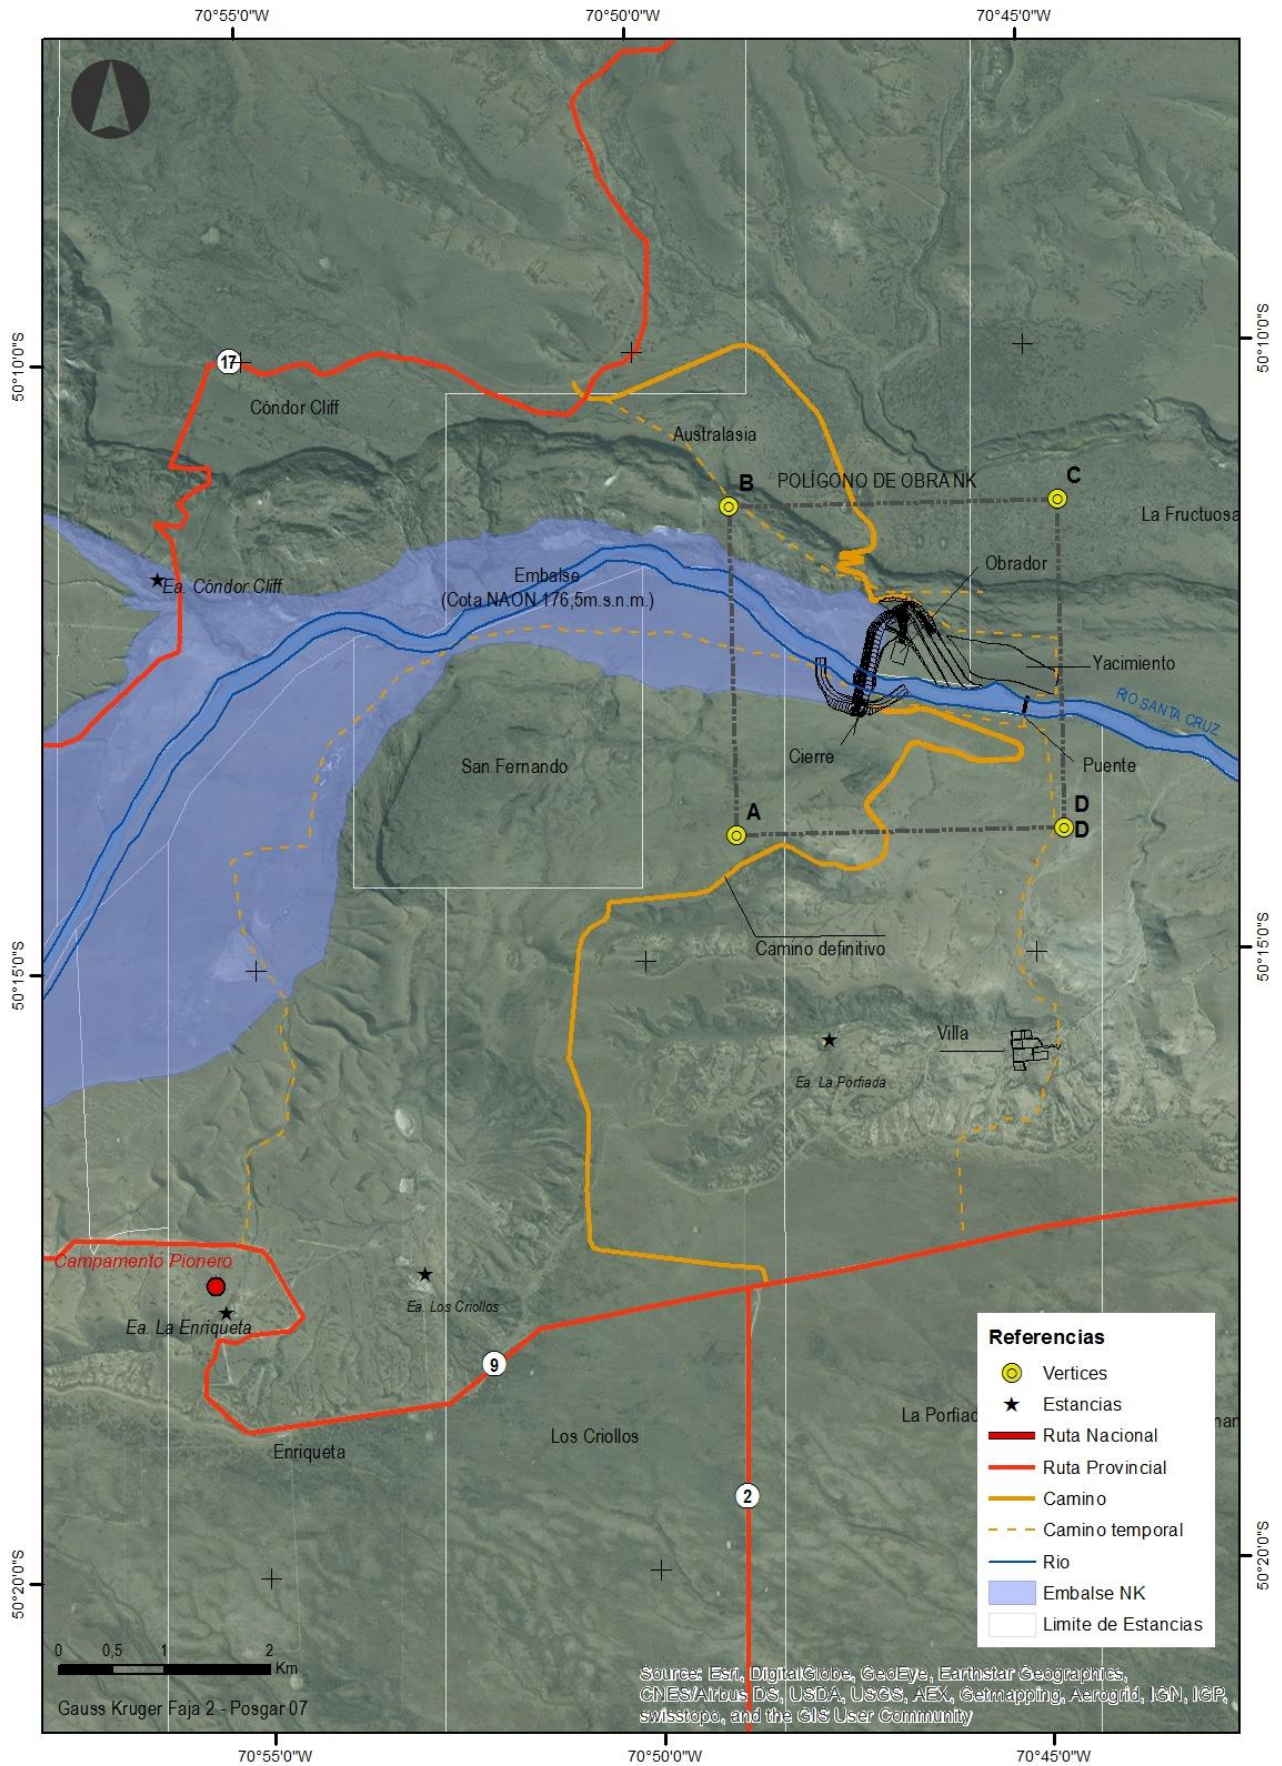 70°55'0"W
70°50'0"W
70°45'0"W
50°10'0"S
50°10'0"S
17
Cóndor Cliff
Australasia
B
POLÍGONO DE OBRA NK
C
La Fructuosa
Obrador
Embalse
(Cota NAON 176,5m.s.n.m.)
Ea. Cóndor Cliff
Yacimiento
RIO SANTA CRUZ
San Fernando
Cierre
Puente
A
D
D
Camino definitivo
50°15'0"S
50°15'0"S
Villa
Ea. La Porfiada
Campamento Pionero
Ea. Los Criollos
Ea. La Enriqueta
9
Enriqueta
Los Criollos
La Porfiad
2
Referencias
Vertices
Estancias
Ruta Nacional
Ruta Provincial
Camino
Camino temporal
Rio
Embalse NK
Limite de Estancias
50°20'0"S
50°20'0"S
0 0,5 1 2
Km
Gauss Kruger Faja 2 - Posgar 07
Source: Esri, DigitalGlobe, GeoEye, Earthstar Geographics,
CNES/Airbus DS, USDA, USGS, AEX, Getmapping, Aerogrid, IGN, IGP,
swisstopo, and the GIS User Community
70°55'0"W
70°50'0"W
70°45'0"W